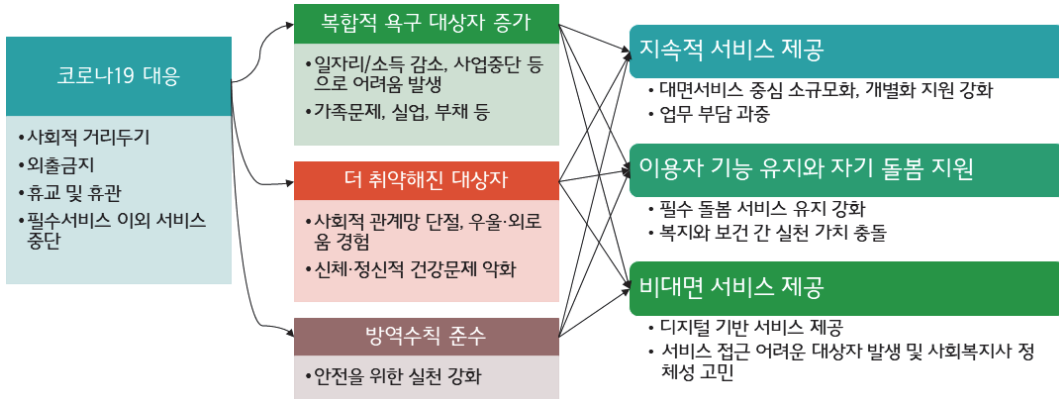 코로나19 대응
•사회적 거리두기
•외출금지
•휴교 및 휴관
•필수서비스 이외 서비스
중단
복합적 욕구 대상자 증가
•일자리/소득 감소, 사업중단 등
으로 어려움 발생
•가족문제, 실업, 부채 등
더 취약해진 대상자
•사회적 관계망 단절, 우울·외로
움 경험
•신체·정신적 건강문제 악화
방역수칙 준수
•안전을 위한 실천 강화
지속적 서비스 제공
• 대면서비스 중심 소규모화, 개별화 지원 강화
• 업무 부담 과중
이용자 기능 유지와 자기 돌봄 지원
• 필수 돌봄 서비스 유지 강화
• 복지와 보건 간 실천 가치 충돌
비대면 서비스 제공
• 디지털 기반 서비스 제공
• 서비스 접근 어려운 대상자 발생 및 사회복지사 정
체성 고민